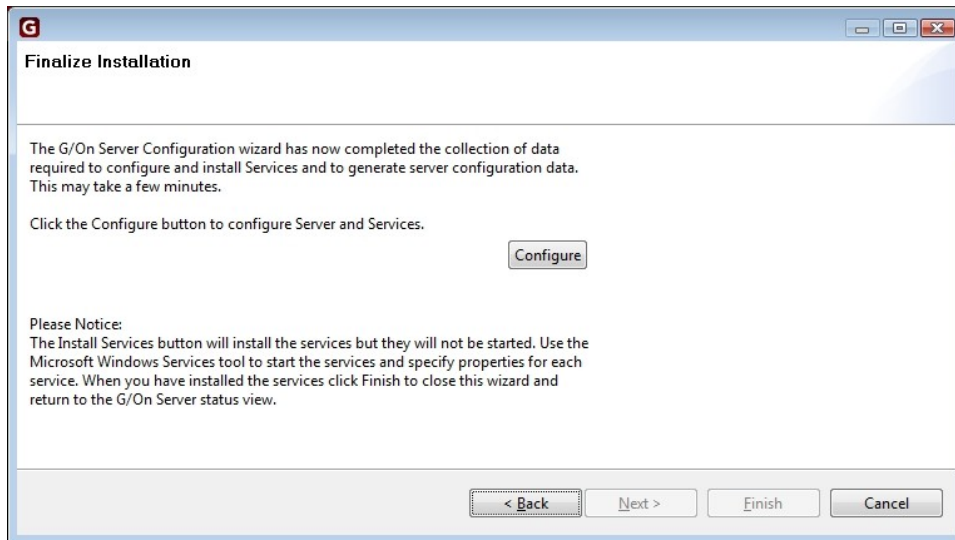 G
Finalize Installation
The G/On Server Configuration wizard has now completed the collection of data
required to configure and install Services and to generate server configuration data.
This may take a few minutes.
Click the Configure button to configure Server and Services.
Configure
Please Notice:
The Install Services button will install the services but they will not be started. Use the
Microsoft Windows Services tool to start the services and specify properties for each
service. When you have installed the services click Finish to close this wizard and
return to the G/On Server status view.
< Back
Next >
Finish
Cancel